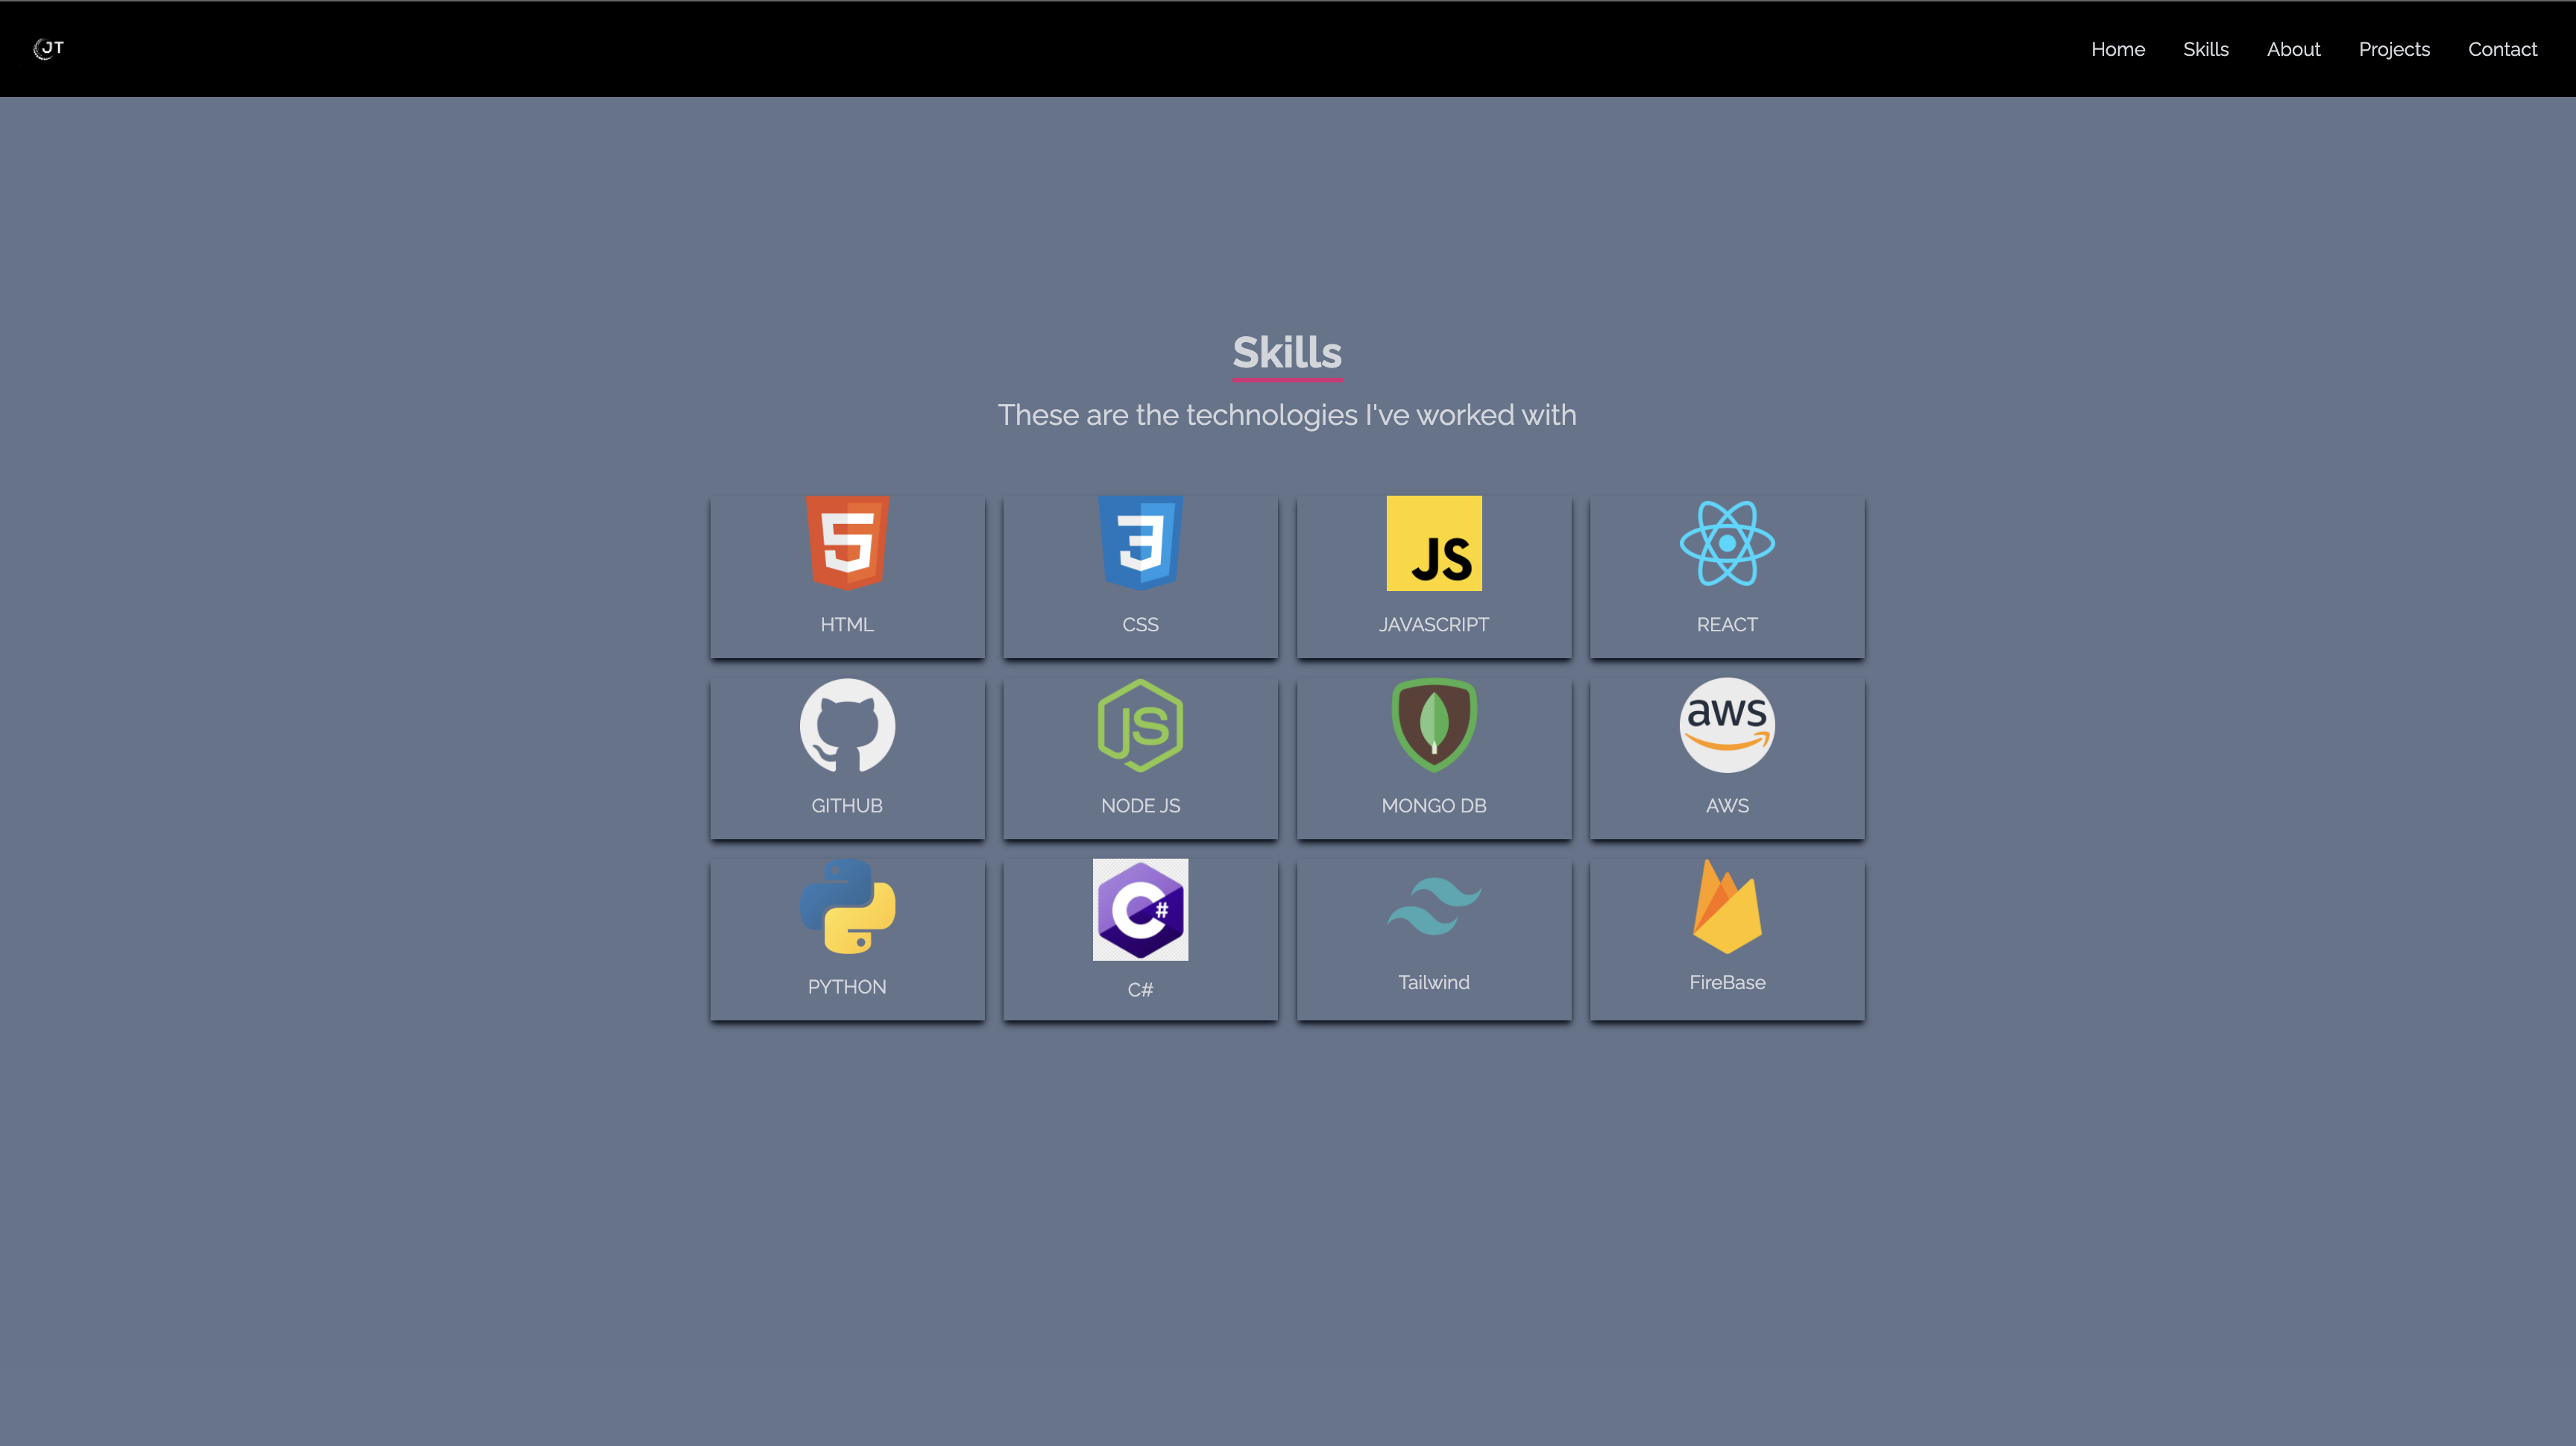 JT
Home Skills About Projects Contact
Skills
These are the technologies I've worked with
5 3 JS
HTML CSS JAVASCRIPT REACT
JS aws
GITHUB NODE JS MONGO DB AWS
C#
PYTHON C# Tailwind FireBase